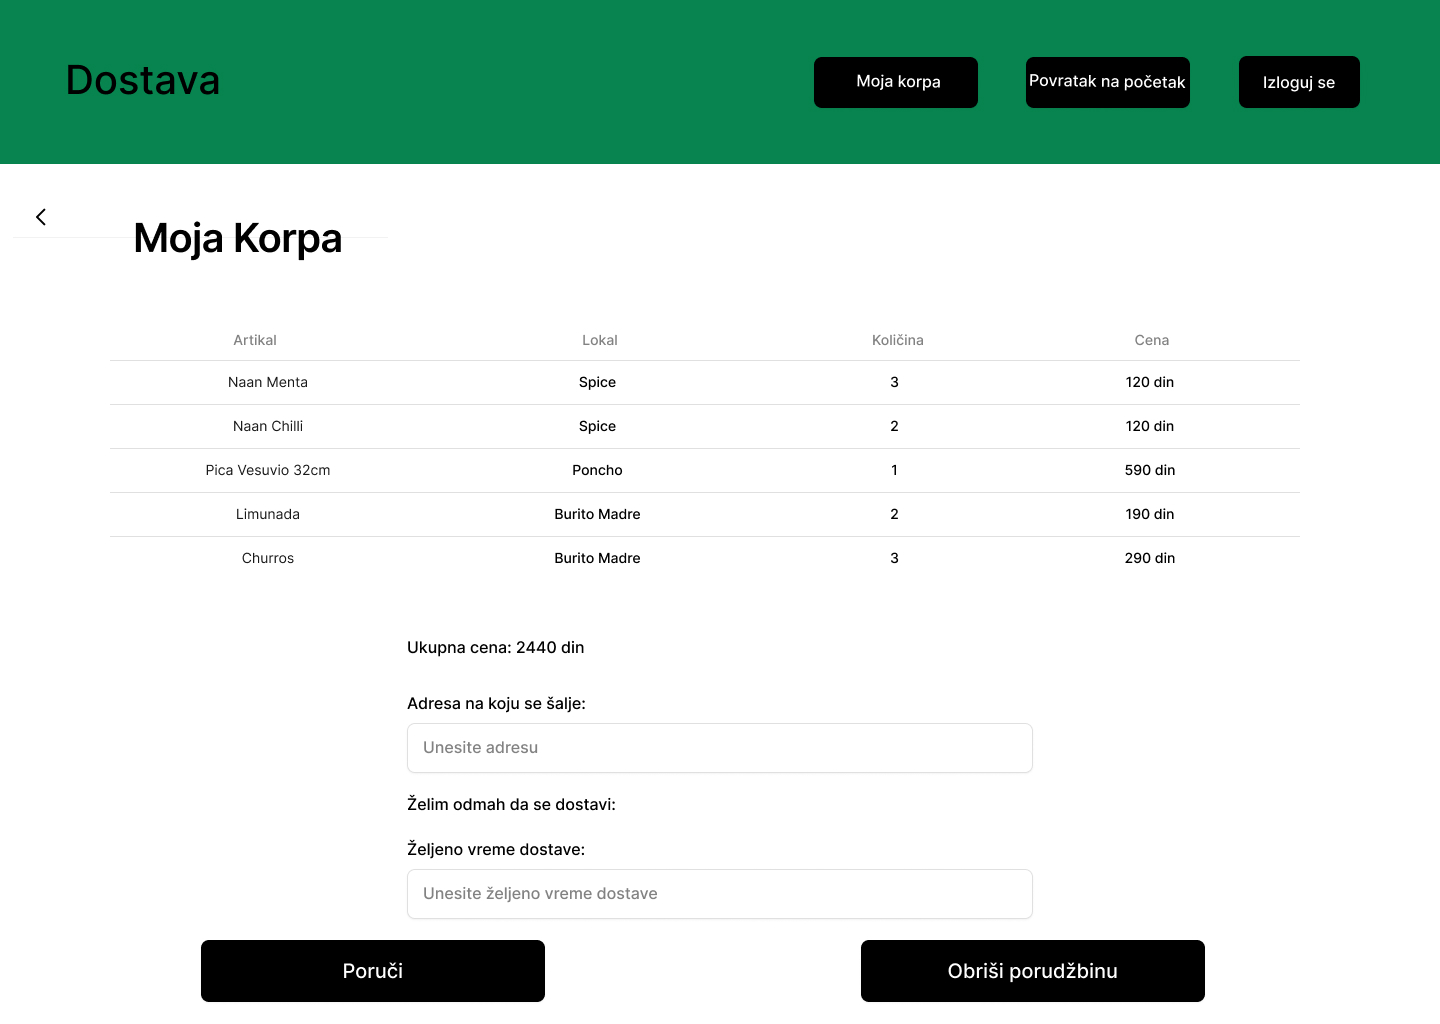 Dostava
Moja korpa
Povratak na početak
Izloguj se
Moja Korpa
Artikal Lokal Količina Cena
Naan Menta Spice 3 120 din
Naan Chilli Spice 2 120 din
Pica Vesuvio 32cm Poncho 1 590 din
Limunada Burito Madre 2 190 din
Churros Burito Madre 3 290 din
Ukupna cena: 2440 din
Adresa na koju se šalje:
Unesite adresu
Želim odmah da se dostavi:
Željeno vreme dostave:
Unesite željeno vreme dostave
Poruči
Obriši porudžbinu